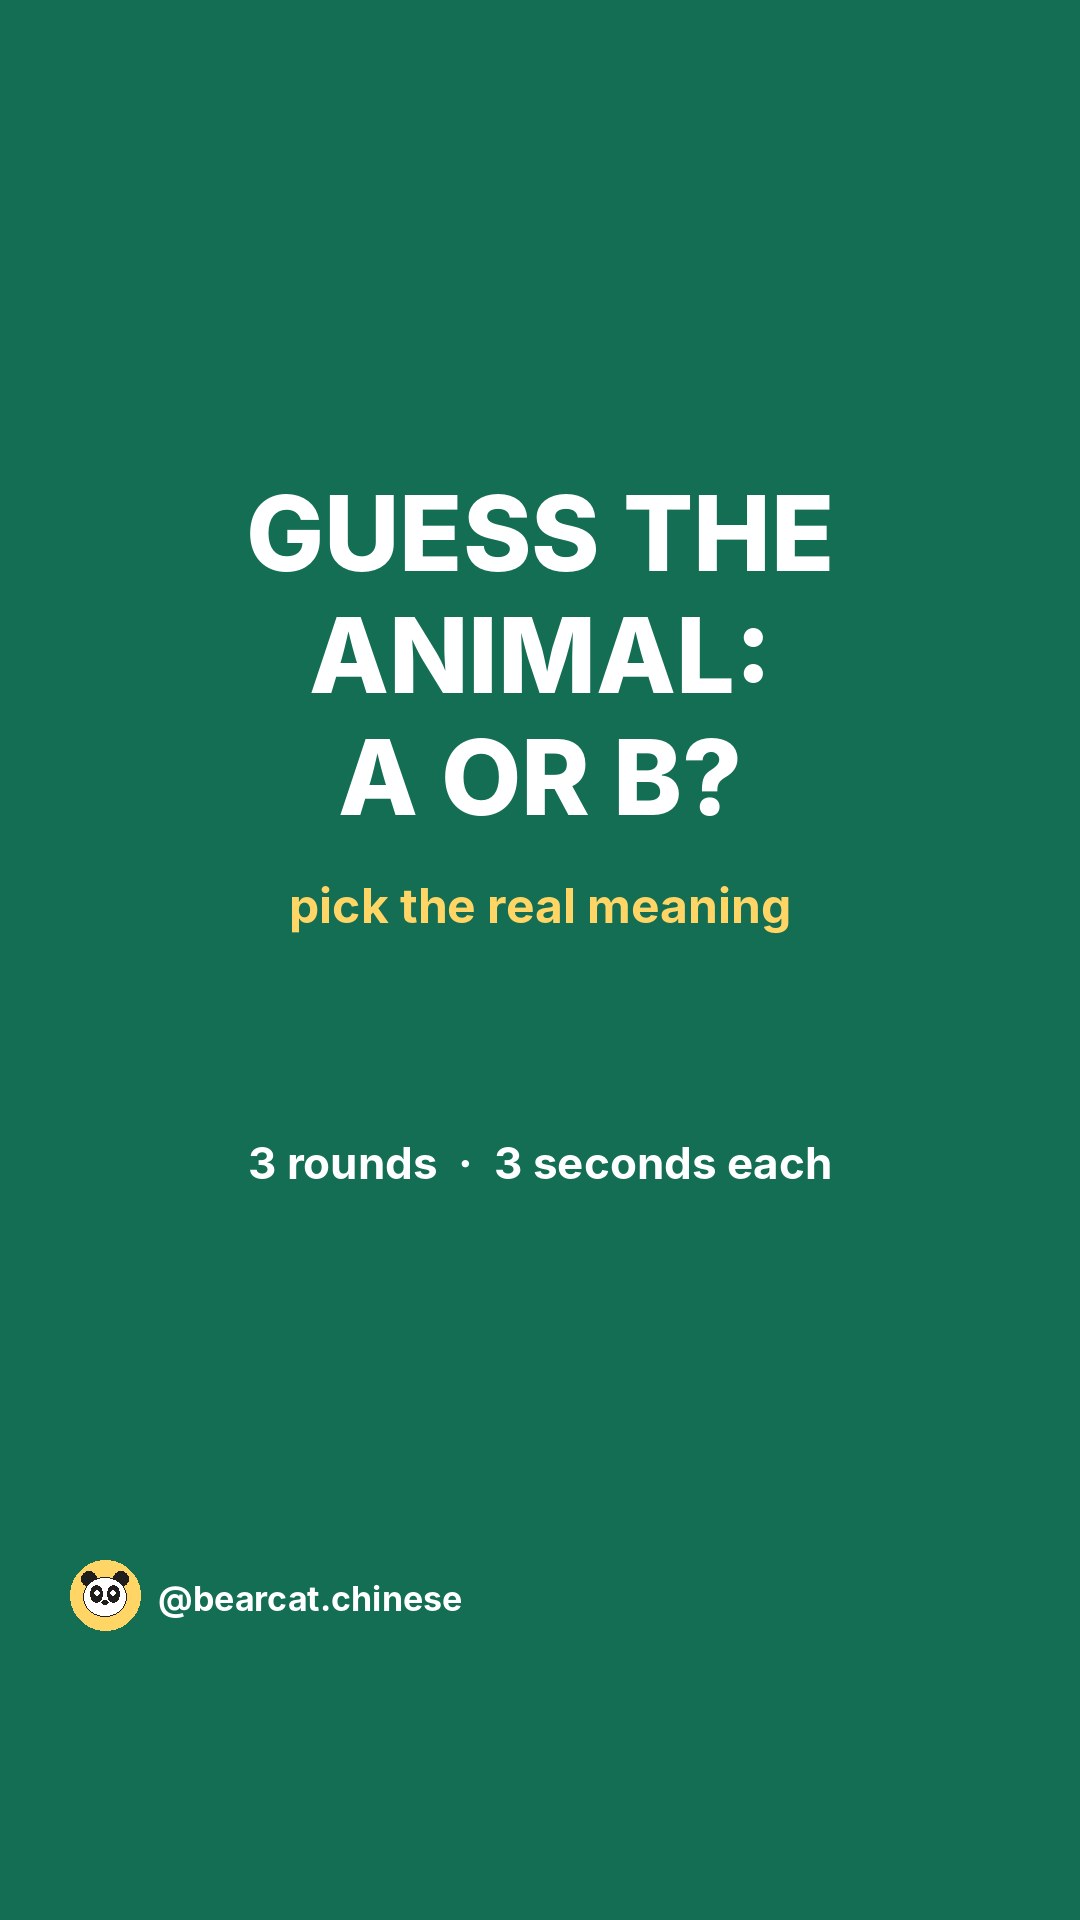 GUESS THE
ANIMAL:
A OR B?
pick the real meaning
3 rounds · 3 seconds each
@bearcat.chinese